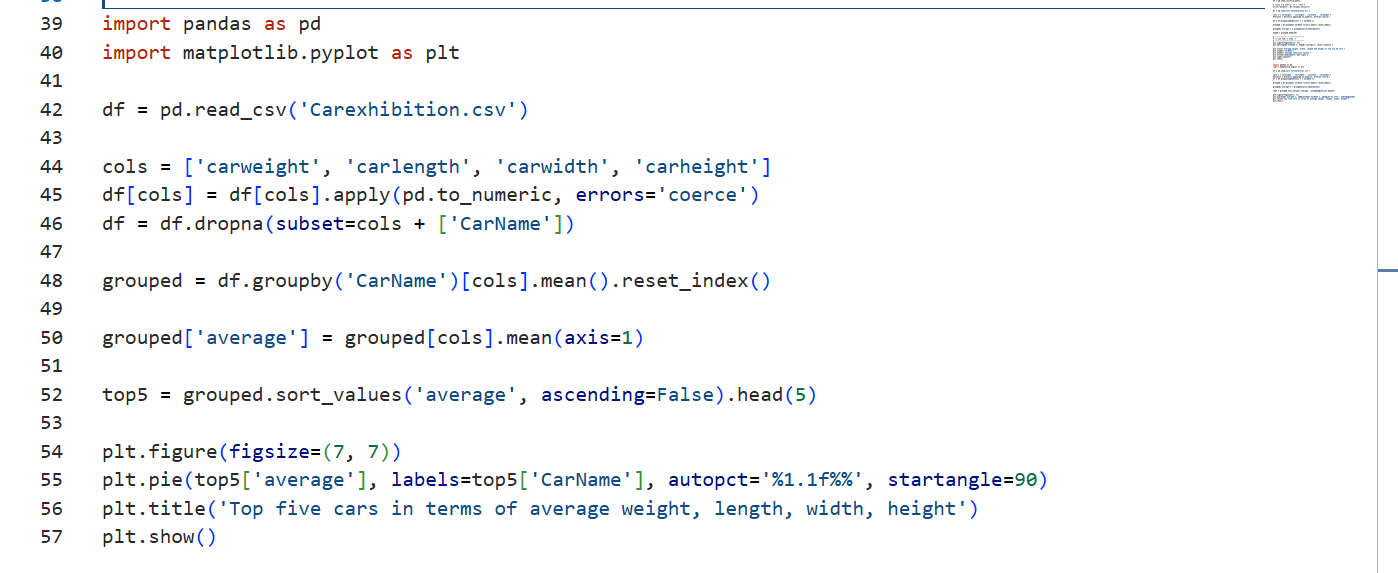 39 import pandas as pd
40 import matplotlib.pyplot as plt
41
42 df = pd.read_csv('Carexhibition.csv')
43
44 cols = ['carweight', 'carlength', 'carwidth', 'carheight']
45 df[cols] = df[cols].apply(pd.to_numeric, errors='coerce')
46 df = df.dropna(subset=cols + ['CarName'])
47
48 grouped = df.groupby('CarName')[cols].mean().reset_index()
49
50 grouped['average'] = grouped[cols].mean(axis=1)
51
52 top5 = grouped.sort_values('average', ascending=False).head(5)
53
54 plt.figure(figsize=(7, 7))
55 plt.pie(top5['average'], labels=top5['CarName'], autopct='%1.1f%%', startangle=90)
56 plt.title('Top five cars in terms of average weight, length, width, height')
57 plt.show()